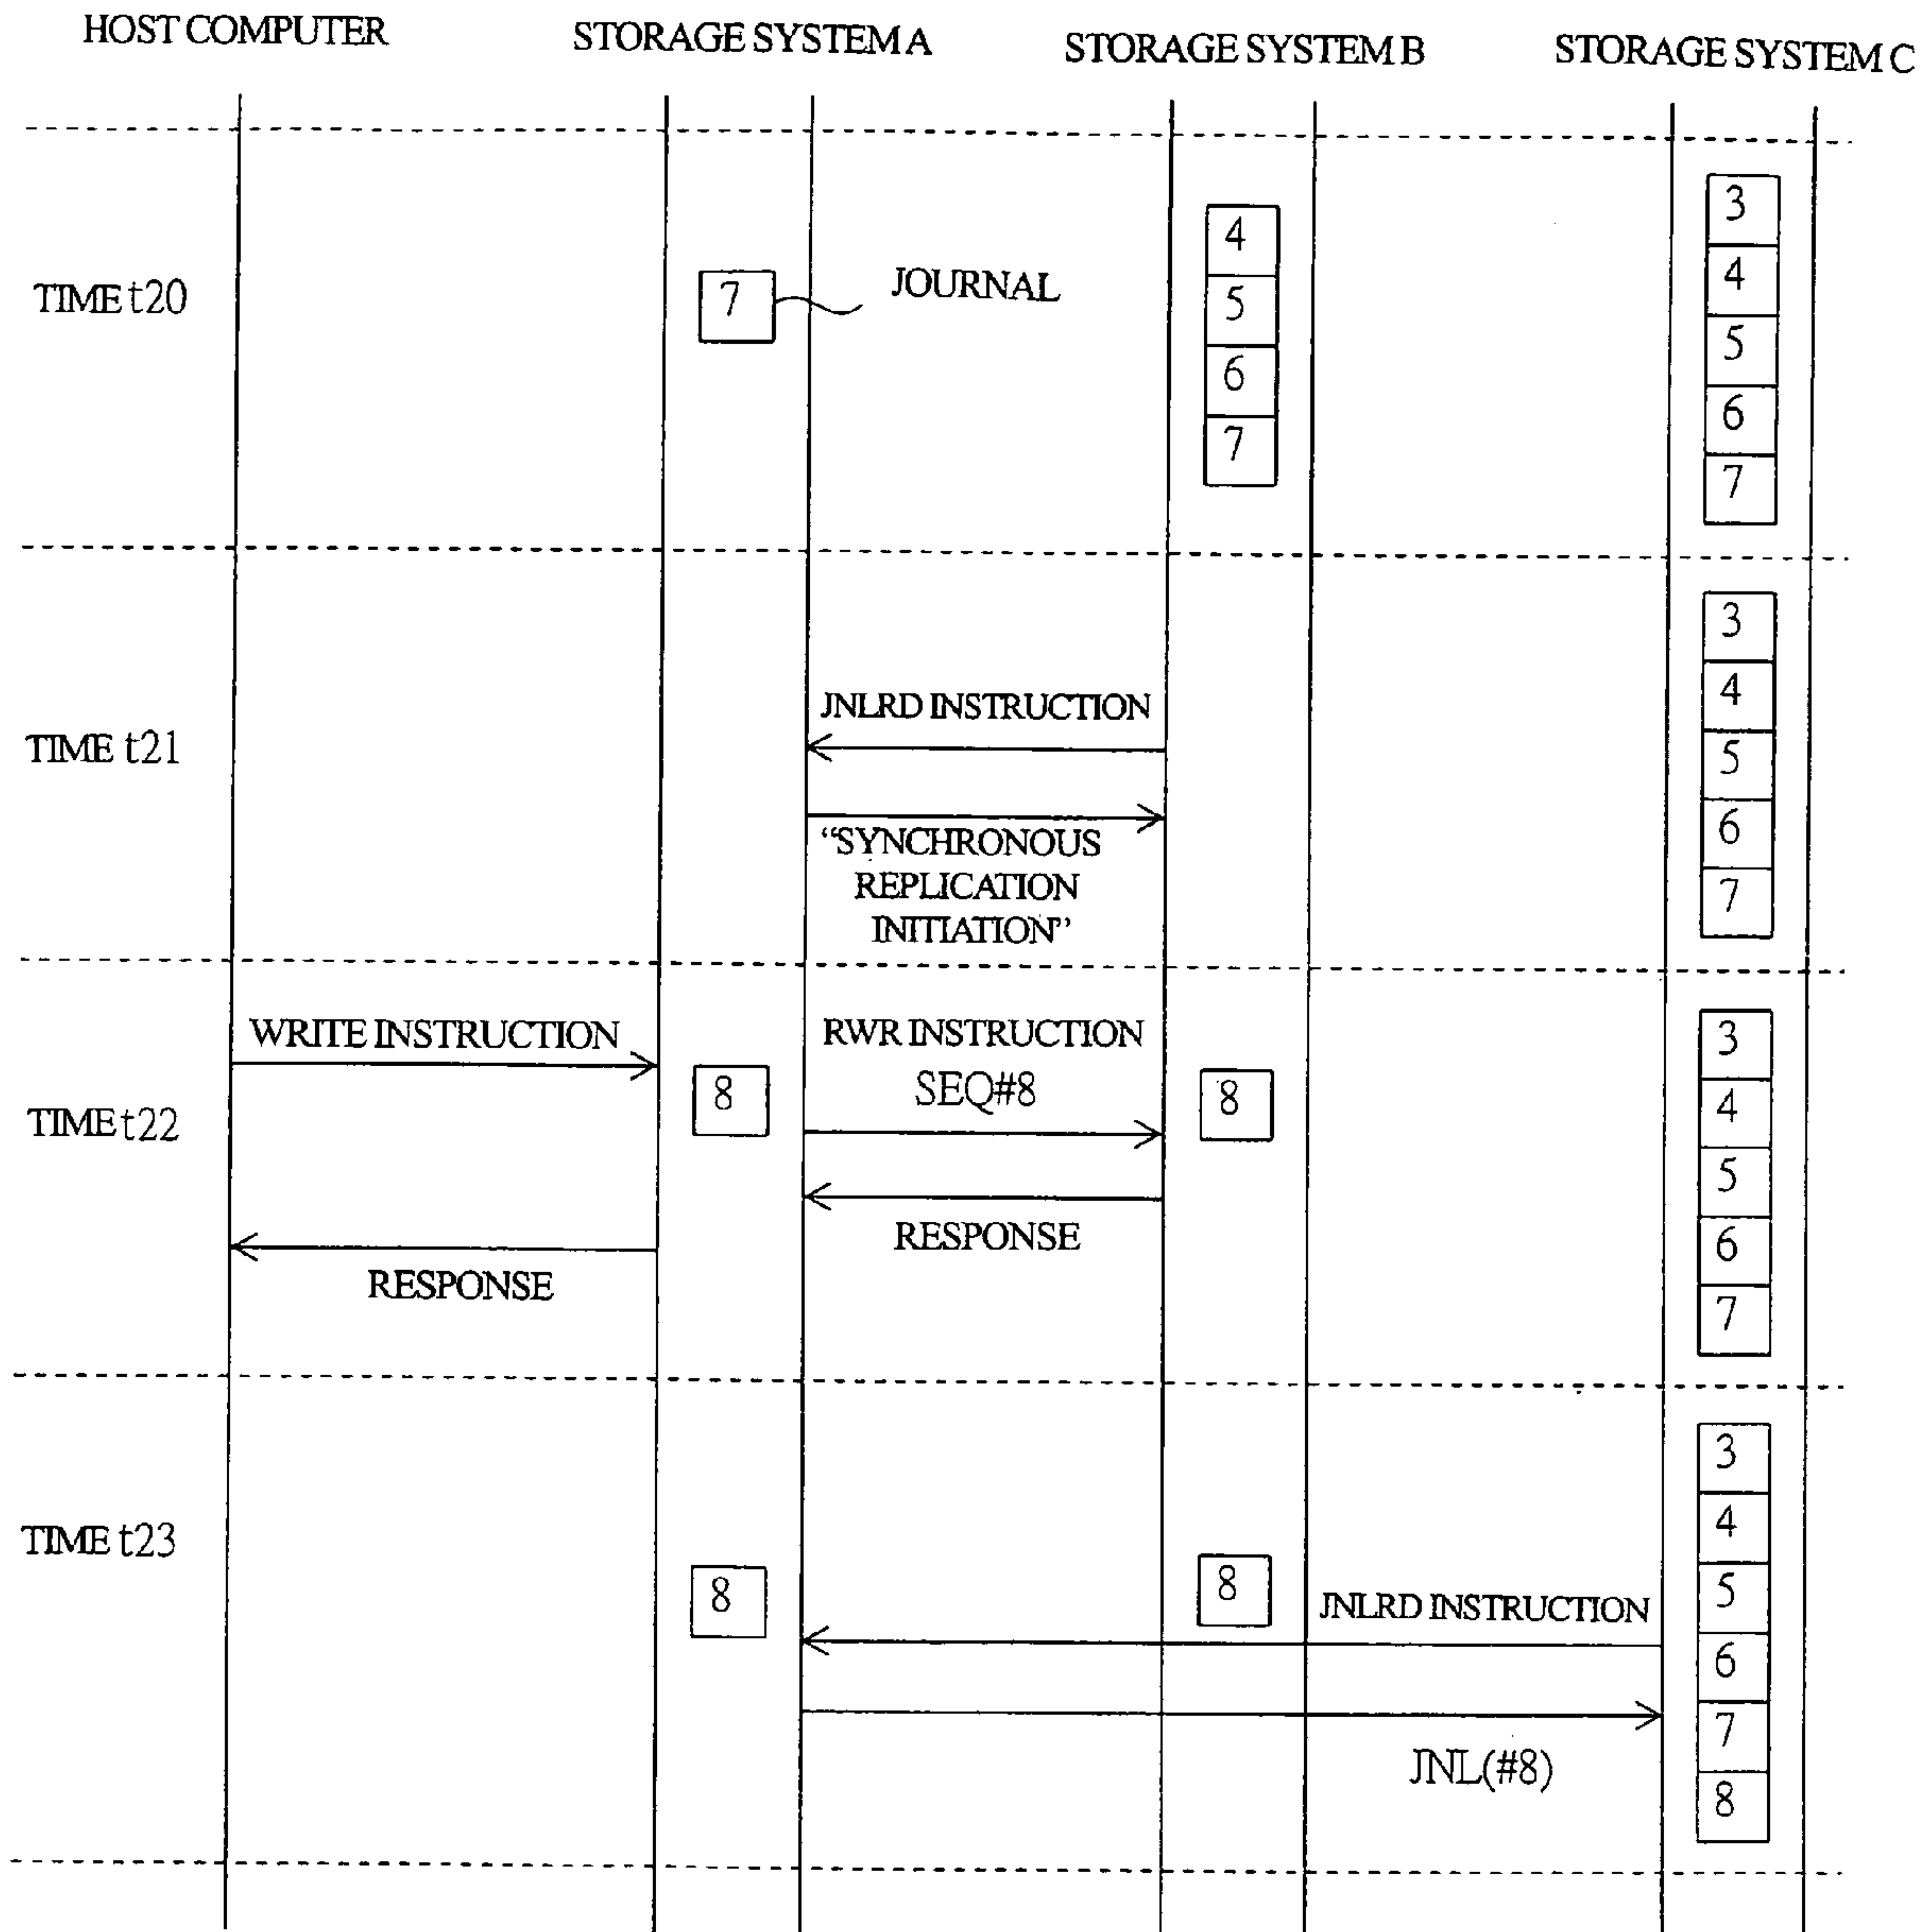 HOST COMPUTER
STORAGE SYSTEM A
STORAGE SYSTEM B
STORAGE SYSTEM C
TIME t20
7
JOURNAL
4
5
6
7
3
4
5
6
7
TIME t21
JNLRD INSTRUCTION
“SYNCHRONOUS
REPLICATION
INITIATION”
3
4
5
6
7
TIME t22
WRITE INSTRUCTION
8
RWR INSTRUCTION
SEQ#8
8
RESPONSE
RESPONSE
3
4
5
6
7
TIME t23
8
8
JNLRD INSTRUCTION
JNL(#8)
3
4
5
6
7
8